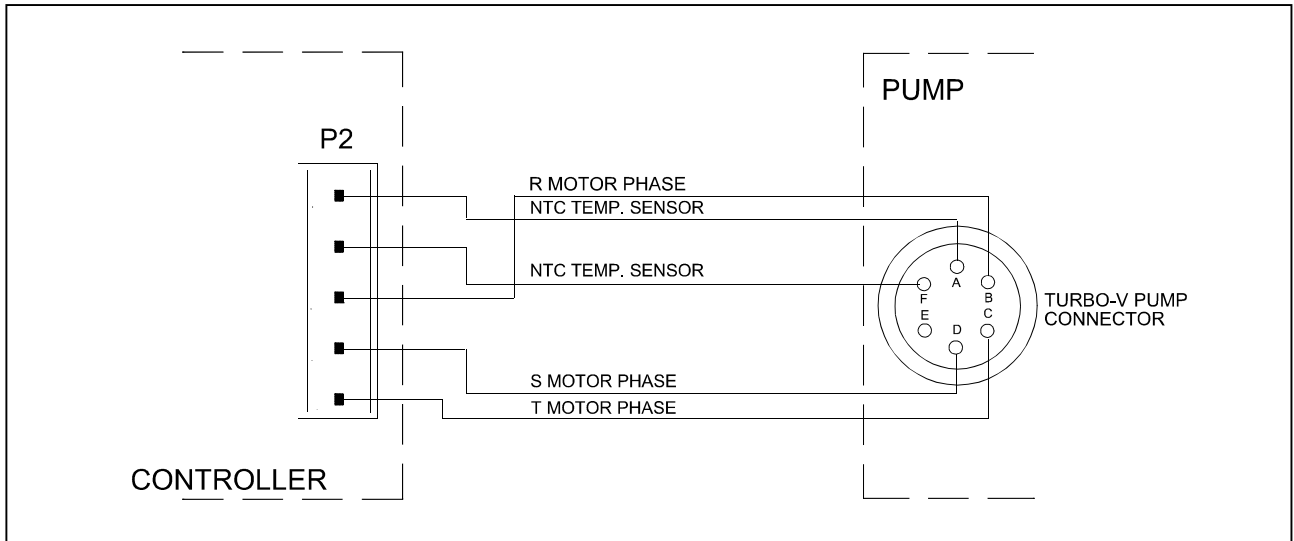 PUMP
P2
R MOTOR PHASE
NTC TEMP. SENSOR
NTC TEMP. SENSOR
A
F
B
E
C
D
TURBO-V PUMP
CONNECTOR
S MOTOR PHASE
T MOTOR PHASE
CONTROLLER